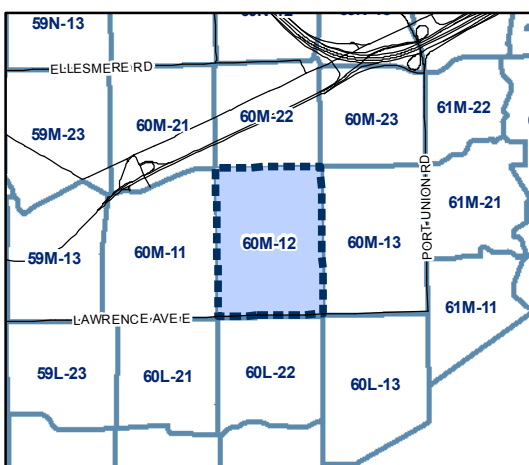 59N-13
ELLESMERE RD
60M-22
61M-22
59M-23
60M-21
60M-23
PORT UNION RD
61M-21
59M-13
60M-11
60M-12
60M-13
61M-11
LAWRENCE AVE E
59L-23
60L-21
60L-22
60L-13